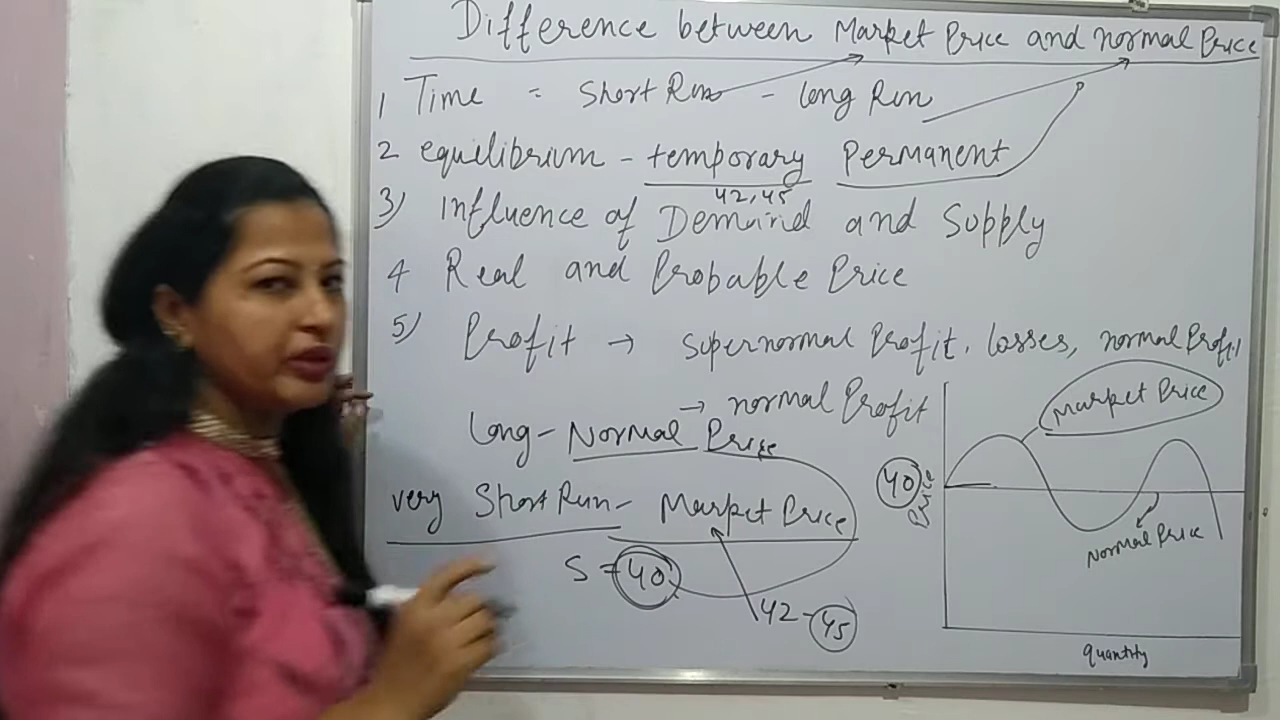 Difference between Market Price and normal Price
1 Time = Short Run - long Run
2 equilibrium - temporary Permanent
42, 45
3) Influence of Demand and Supply
4 Real and Probable Price
5) Profit → supernormal Profit, losses, normal Profit
→ normal Profit
Long - Normal Price
very Short Run - Market Price
S = 40
42 - 45
Market Price
40
Price
Normal Price
quantity